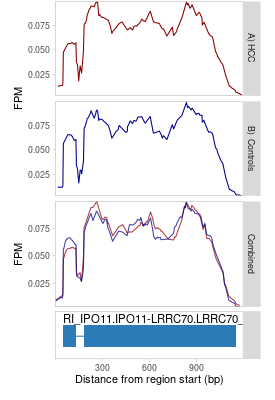 0.075
0.050
0.025
A) HCC
FPM
0.075
0.050
0.025
B) Controls
0.075
0.050
0.025
Combined
FPM
RI_IPO11.IPO11-LRRC70.LRRC70_
300 600 900
Distance from region start (bp)